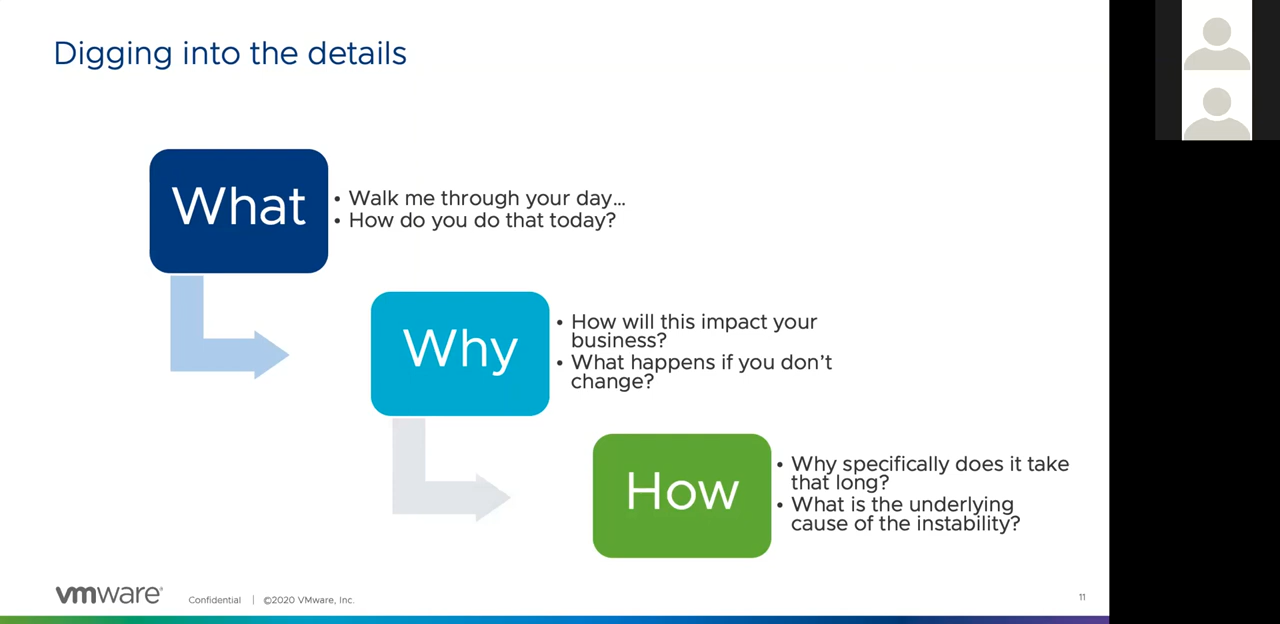 Digging into the details
What
• Walk me through your day…
• How do you do that today?
Why
• How will this impact your
business?
• What happens if you don’t
change?
How
• Why specifically does it take
that long?
• What is the underlying
cause of the instability?
vmware®
Confidential | ©2020 VMware, Inc.
11